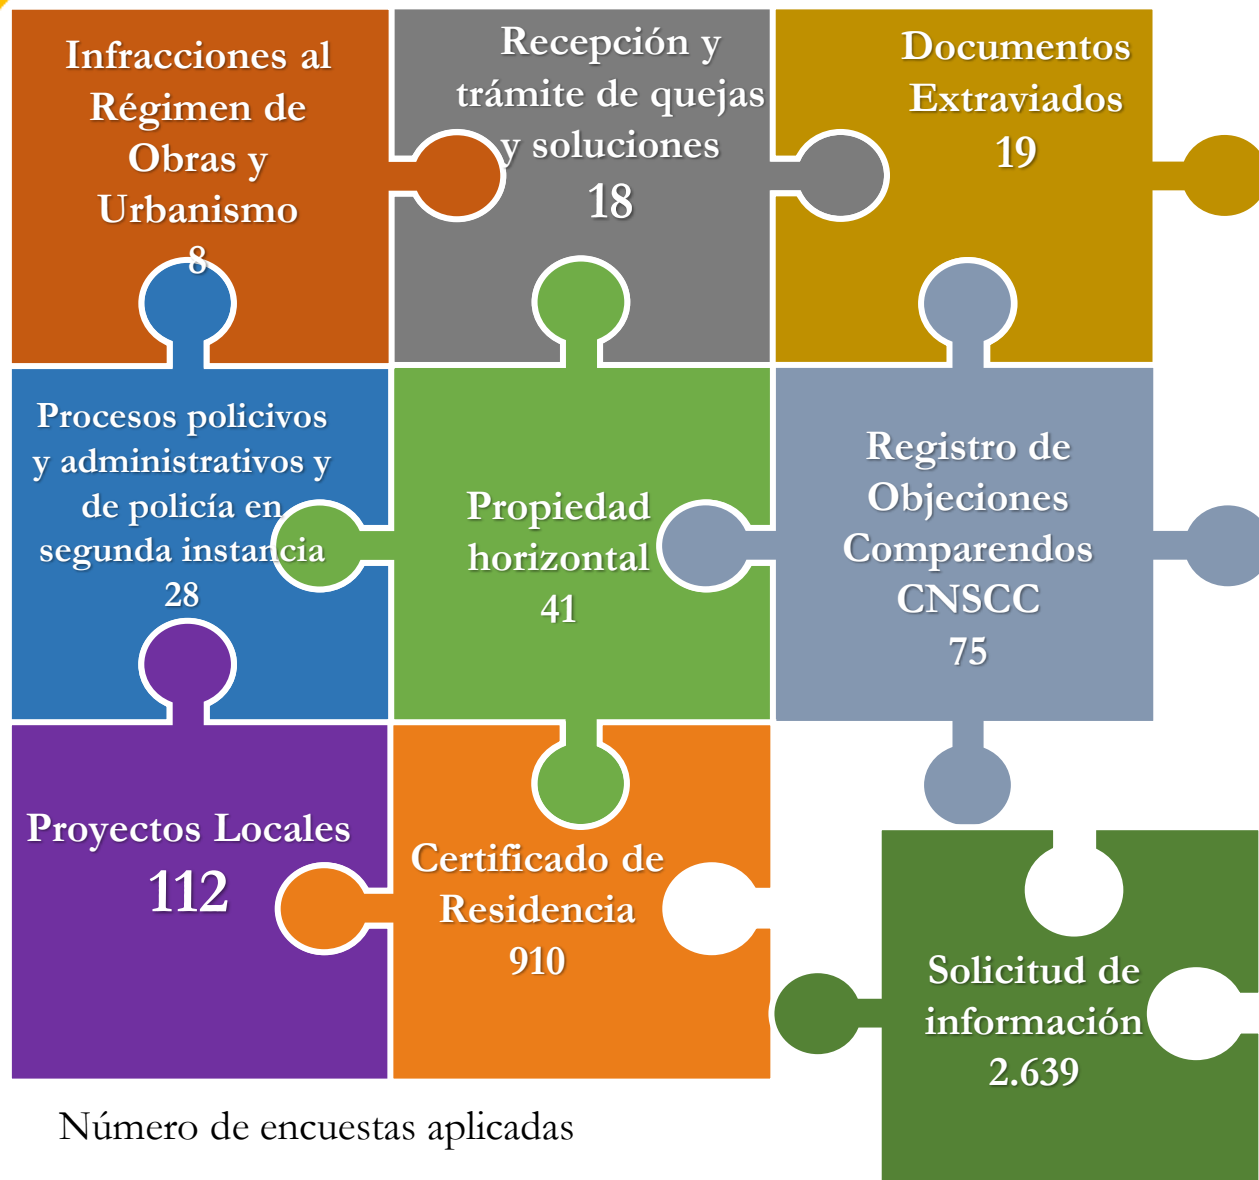 Infracciones al
Régimen de
Obras y
Urbanismo
8
Recepción y
trámite de quejas
y soluciones
18
Documentos
Extraviados
19
Procesos policivos
y administrativos y
de policía en
segunda instancia
28
Propiedad
horizontal
41
Registro de
Objeciones
Comparendos
CNSCC
75
Proyectos Locales
112
Certificado de
Residencia
910
Solicitud de
información
2.639
Número de encuestas aplicadas